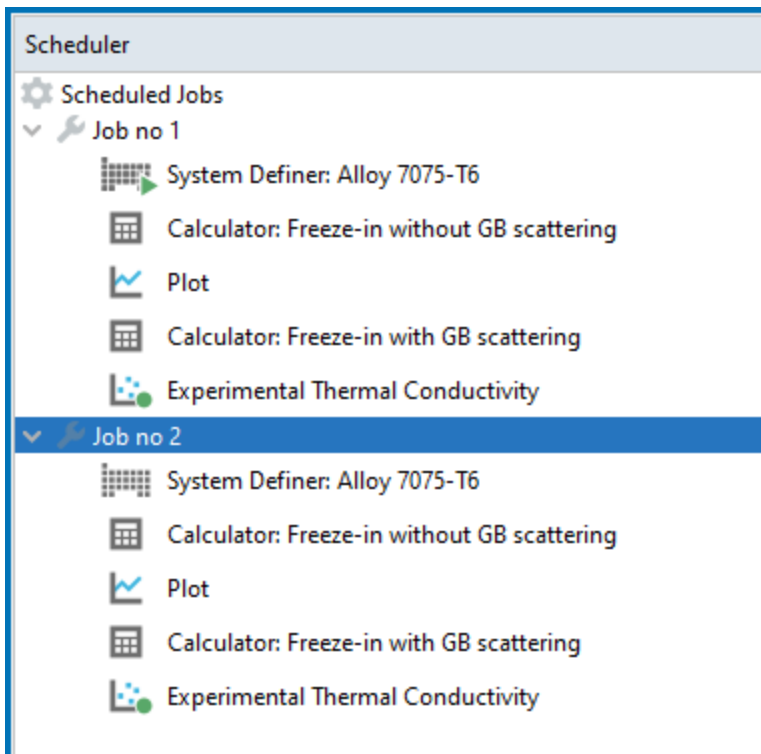 Scheduler
Scheduled Jobs
Job no 1
System Definer: Alloy 7075-T6
Calculator: Freeze-in without GB scattering
Plot
Calculator: Freeze-in with GB scattering
Experimental Thermal Conductivity
Job no 2
System Definer: Alloy 7075-T6
Calculator: Freeze-in without GB scattering
Plot
Calculator: Freeze-in with GB scattering
Experimental Thermal Conductivity